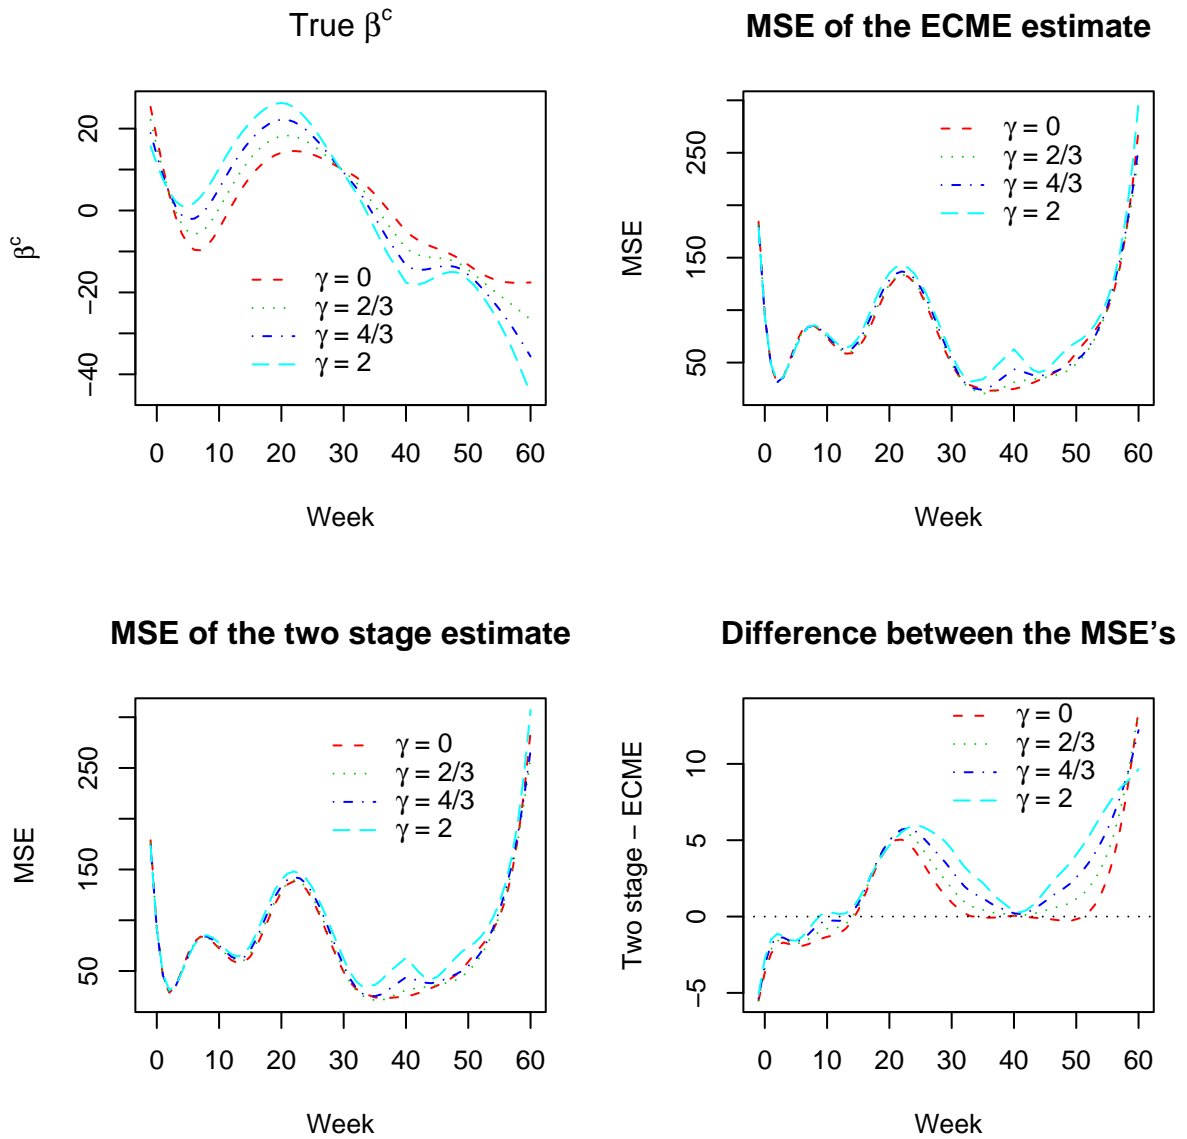 True βᶜ
βᶜ
20
0
−20
−40
γ = 0
γ = 2/3
γ = 4/3
γ = 2
0 10 20 30 40 50 60
Week
MSE of the ECME estimate
MSE
250
150
50
γ = 0
γ = 2/3
γ = 4/3
γ = 2
0 10 20 30 40 50 60
Week
MSE of the two stage estimate
MSE
250
150
50
γ = 0
γ = 2/3
γ = 4/3
γ = 2
0 10 20 30 40 50 60
Week
Difference between the MSE's
Two stage − ECME
10
5
0
−5
γ = 0
γ = 2/3
γ = 4/3
γ = 2
0 10 20 30 40 50 60
Week